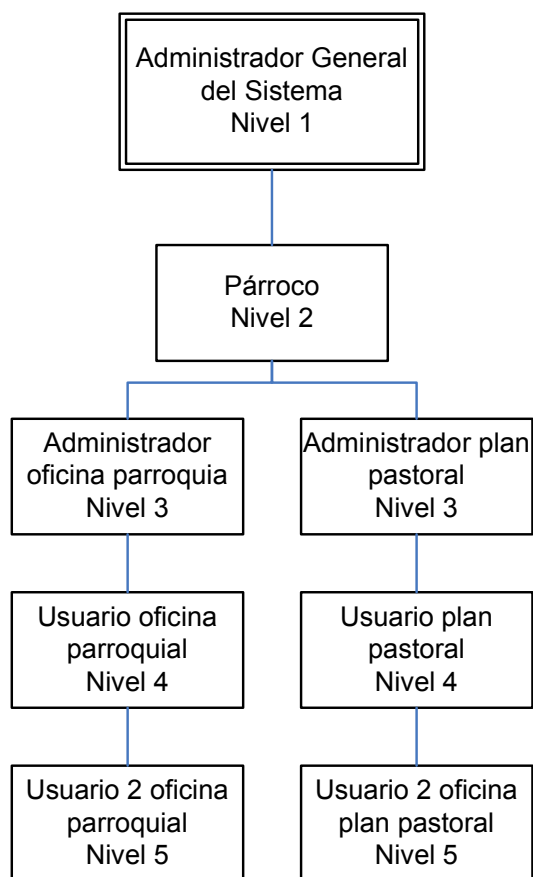 Administrador General
del Sistema
Nivel 1
Párroco
Nivel 2
Administrador
oficina parroquia
Nivel 3
Administrador plan
pastoral
Nivel 3
Usuario oficina
parroquial
Nivel 4
Usuario plan
pastoral
Nivel 4
Usuario 2 oficina
parroquial
Nivel 5
Usuario 2 oficina
plan pastoral
Nivel 5